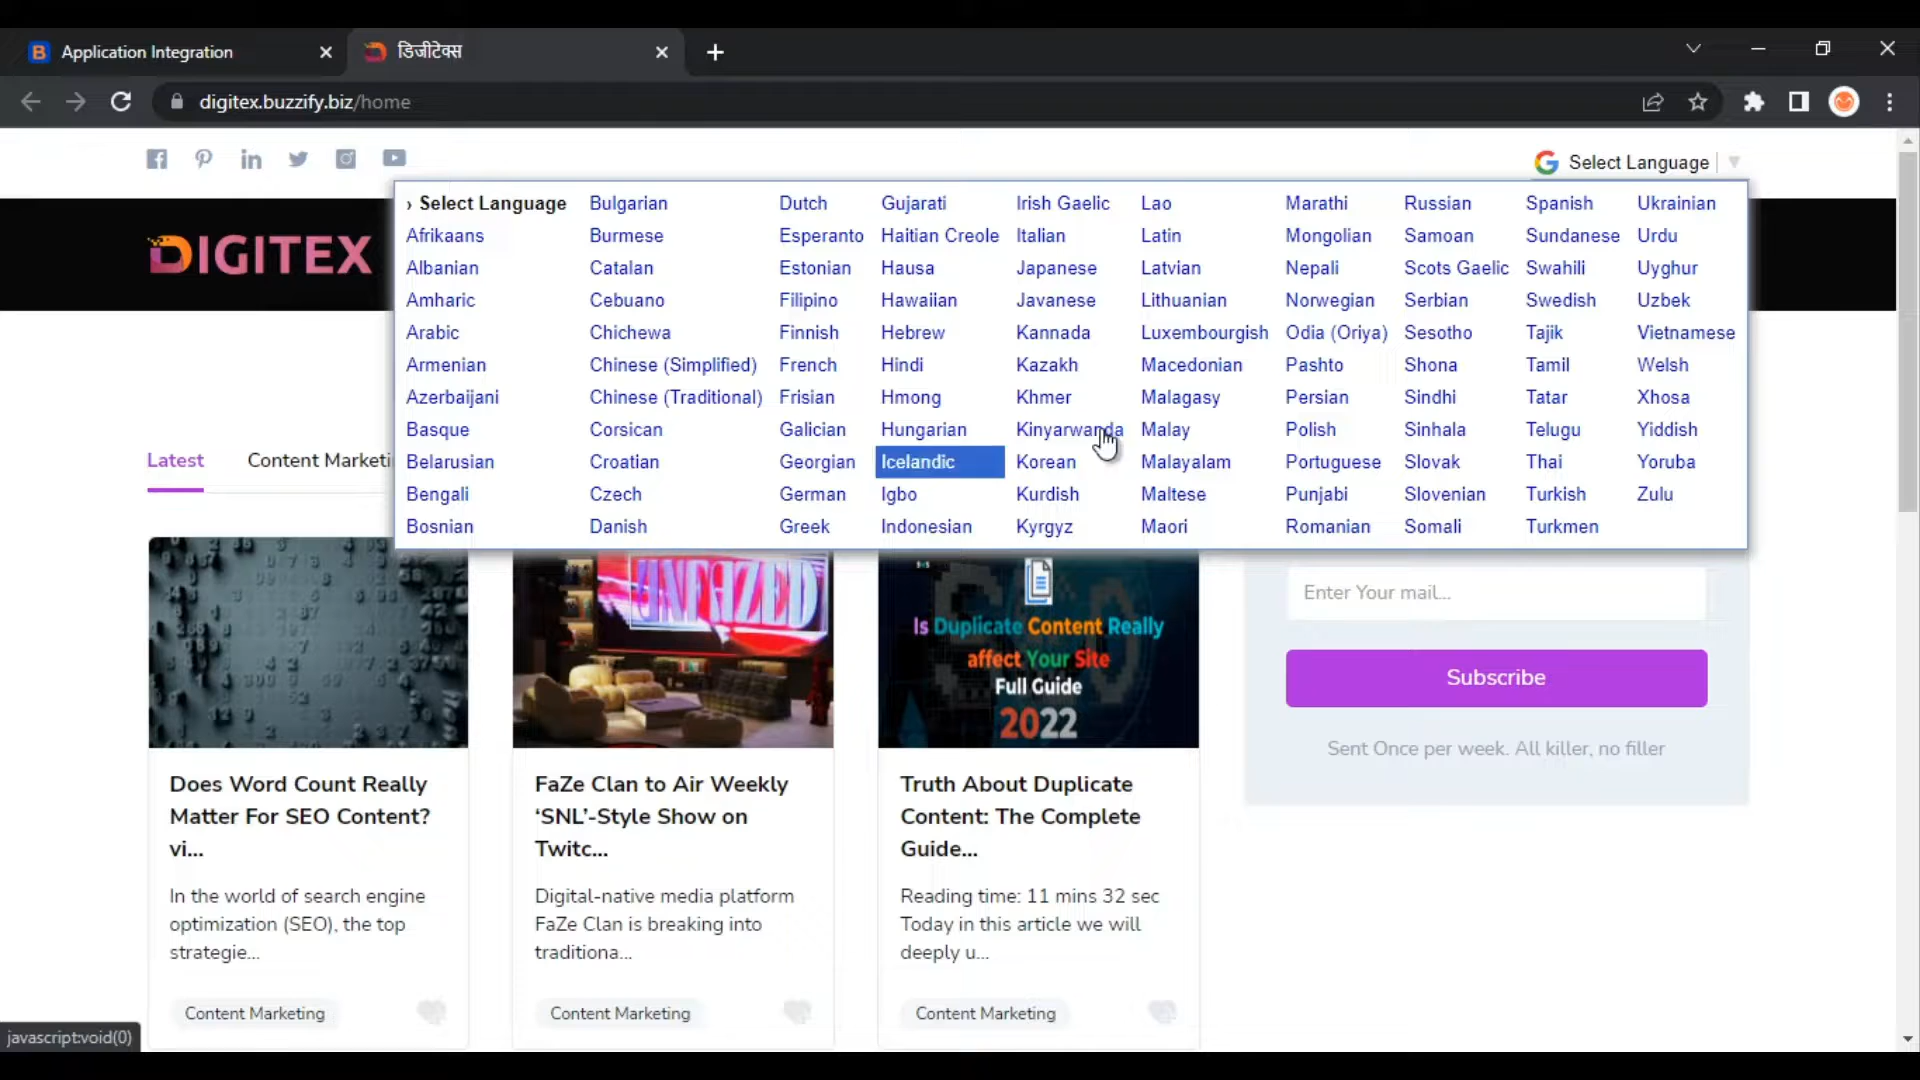 Application Integration
डिजीटेक्स
digitex.buzzify.biz/home
Select Language
› Select Language Bulgarian Dutch Gujarati Irish Gaelic Lao Marathi Russian Spanish Ukrainian
Afrikaans Burmese Esperanto Haitian Creole Italian Latin Mongolian Samoan Sundanese Urdu
Albanian Catalan Estonian Hausa Japanese Latvian Nepali Scots Gaelic Swahili Uyghur
Amharic Cebuano Filipino Hawaiian Javanese Lithuanian Norwegian Serbian Swedish Uzbek
Arabic Chichewa Finnish Hebrew Kannada Luxembourgish Odia (Oriya) Sesotho Tajik Vietnamese
Armenian Chinese (Simplified) French Hindi Kazakh Macedonian Pashto Shona Tamil Welsh
Azerbaijani Chinese (Traditional) Frisian Hmong Khmer Malagasy Persian Sindhi Tatar Xhosa
Basque Corsican Galician Hungarian Kinyarwanda Malay Polish Sinhala Telugu Yiddish
Belarusian Croatian Georgian Icelandic Korean Malayalam Portuguese Slovak Thai Yoruba
Bengali Czech German Igbo Kurdish Maltese Punjabi Slovenian Turkish Zulu
Bosnian Danish Greek Indonesian Kyrgyz Maori Romanian Somali Turkmen
DIGITEX
Latest Content Marketi
UNFAZED
Is Duplicate Content Really
affect Your Site
Full Guide
2022
Enter Your mail...
Subscribe
Sent Once per week. All killer, no filler
Does Word Count Really
Matter For SEO Content?
vi...
In the world of search engine
optimization (SEO), the top
strategie...
Content Marketing
FaZe Clan to Air Weekly
‘SNL’-Style Show on
Twitc...
Digital-native media platform
FaZe Clan is breaking into
traditiona...
Content Marketing
Truth About Duplicate
Content: The Complete
Guide...
Reading time: 11 mins 32 sec
Today in this article we will
deeply u...
Content Marketing
javascript:void(0)